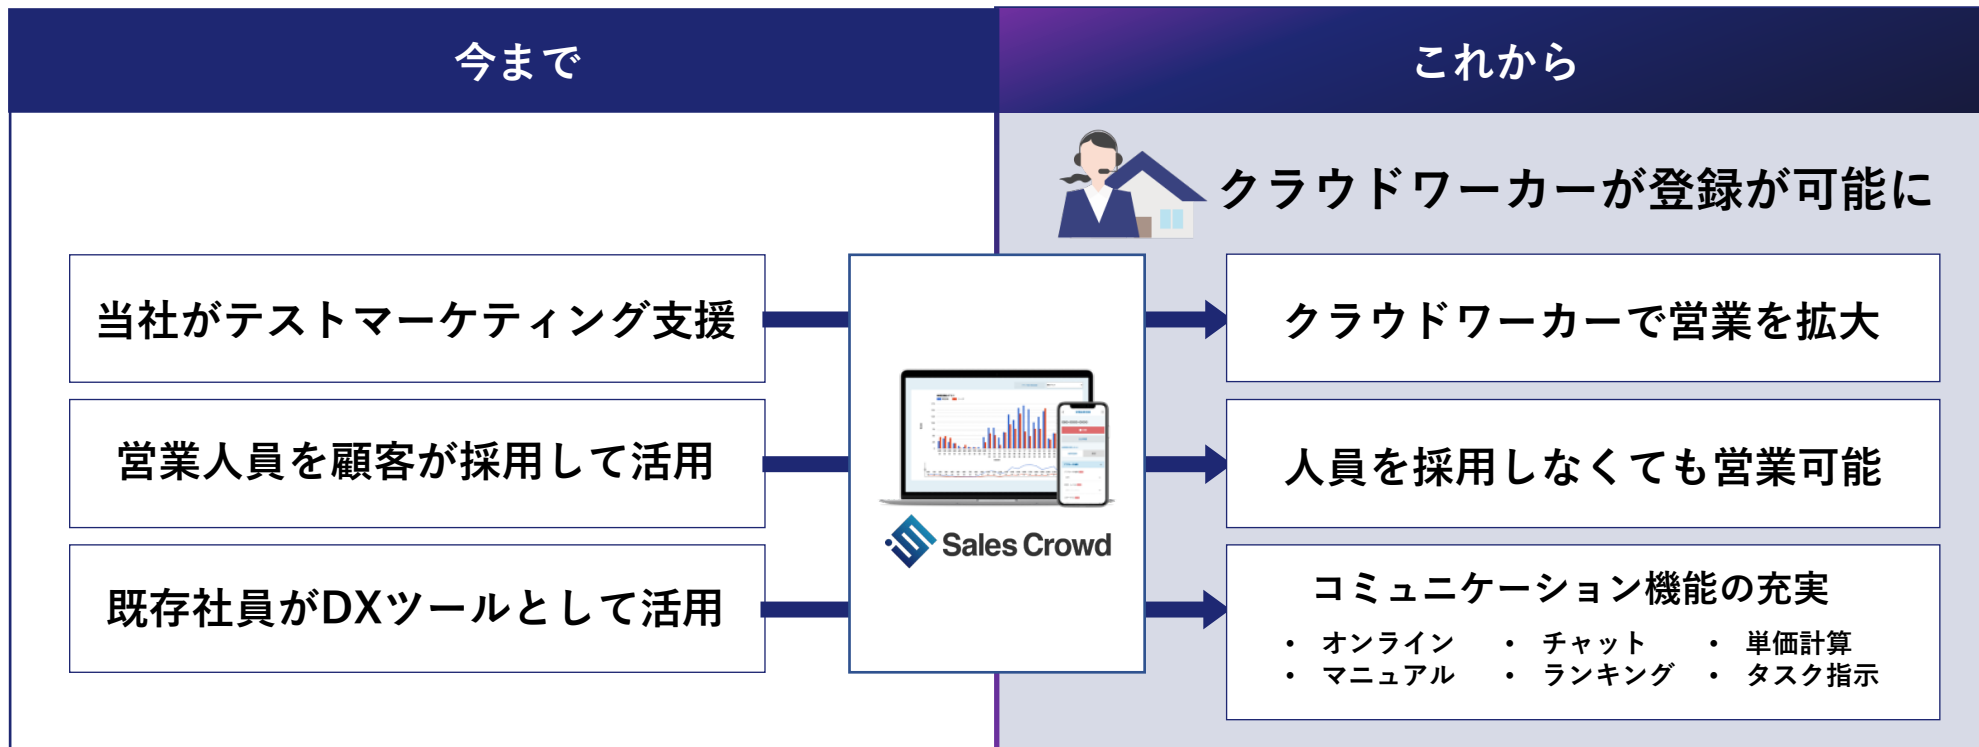 今まで
これから
クラウドワーカーが登録が可能に
当社がテストマーケティング支援
クラウドワーカーで営業を拡大
営業人員を顧客が採用して活用
人員を採用しなくても営業可能
Sales Crowd
既存社員がDXツールとして活用
コミュニケーション機能の充実
• オンライン • チャット • 単価計算
• マニュアル • ランキング • タスク指示